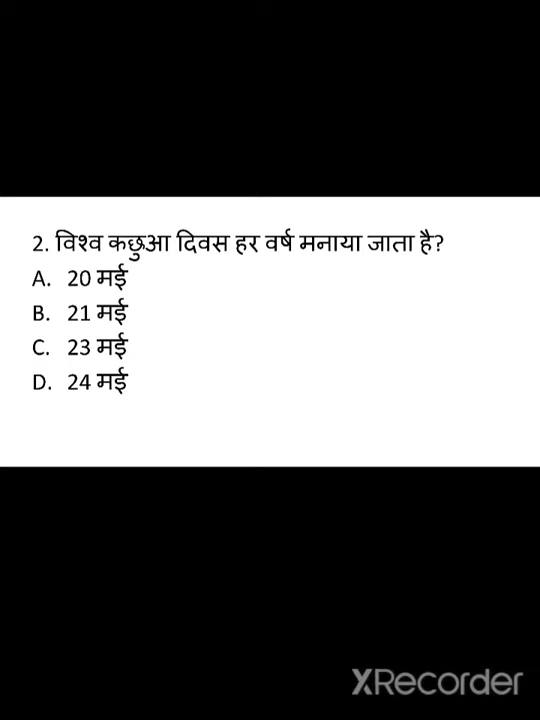 2. विश्व कछुआ दिवस हर वर्ष मनाया जाता है?
A. 20 मई
B. 21 मई
C. 23 मई
D. 24 मई
XRecorder